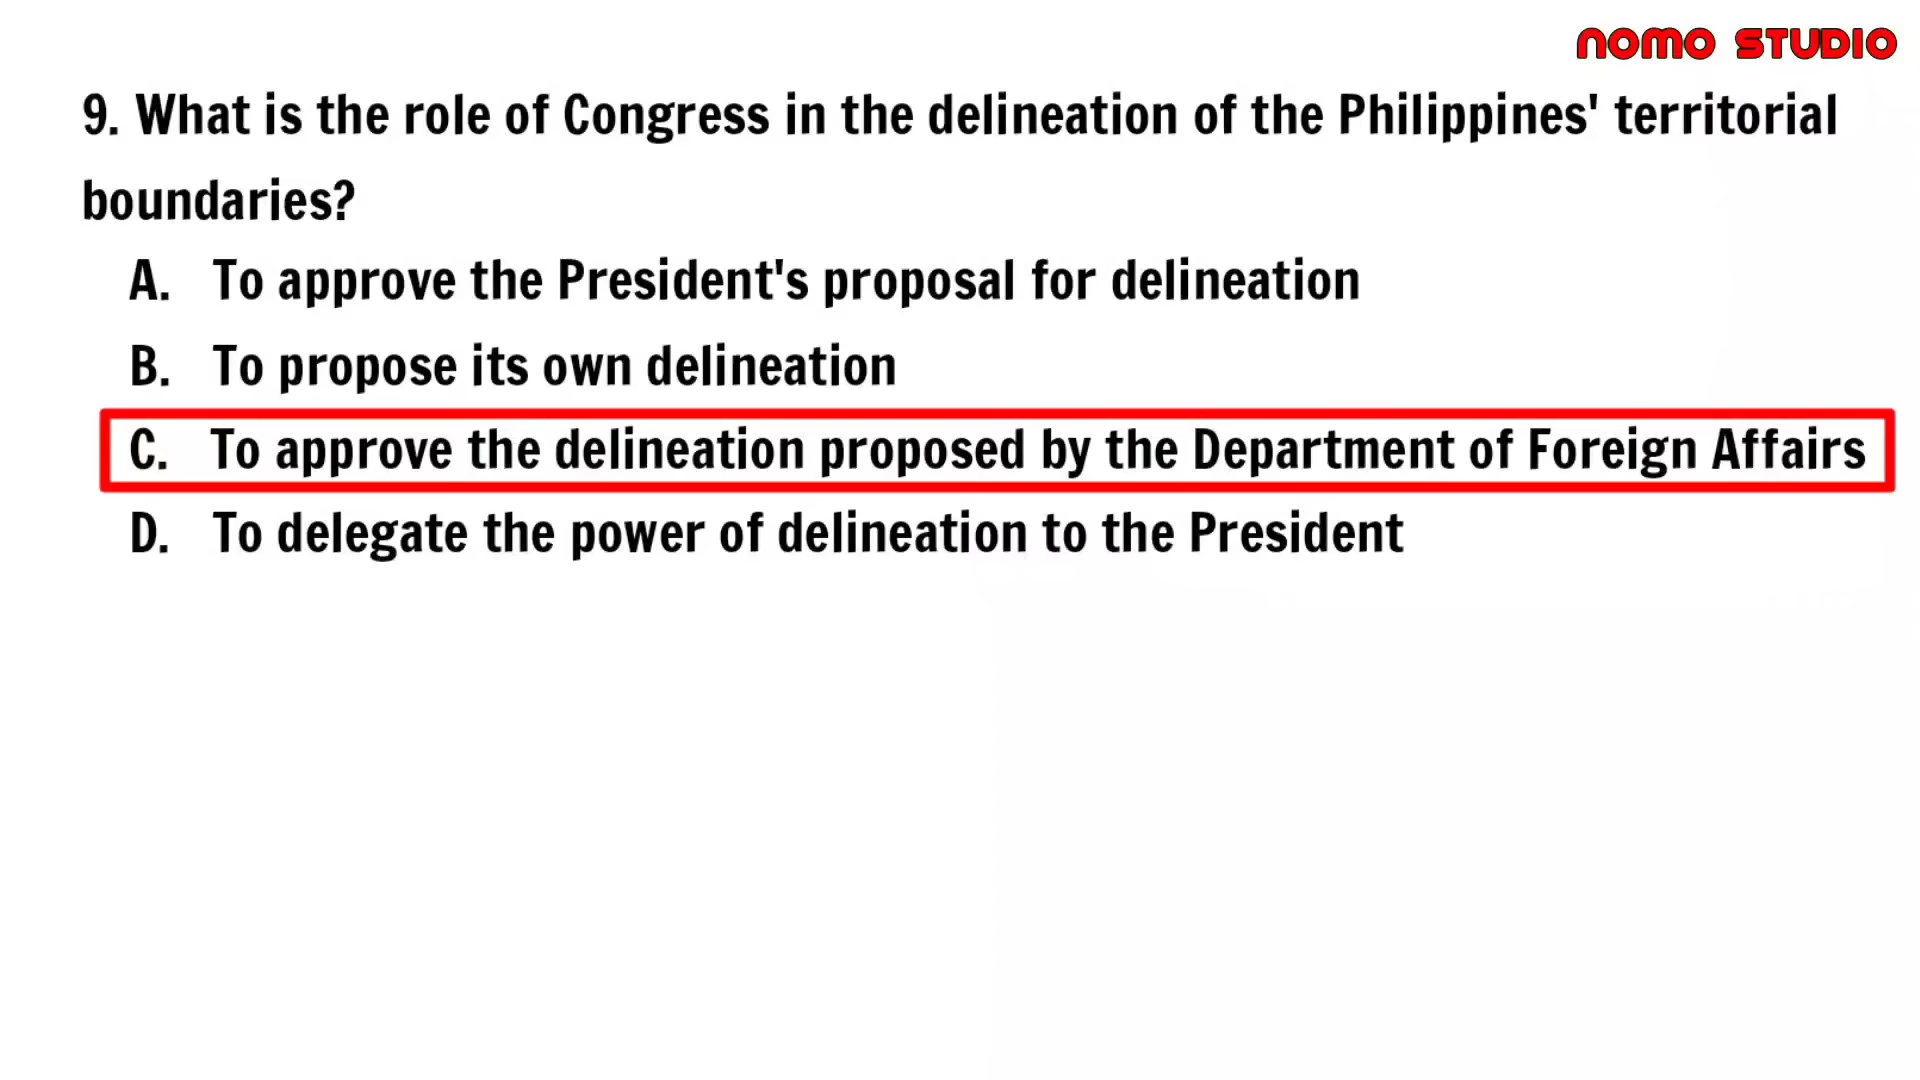 NOMO STUDIO
9. What is the role of Congress in the delineation of the Philippines' territorial
boundaries?
A. To approve the President's proposal for delineation
B. To propose its own delineation
C. To approve the delineation proposed by the Department of Foreign Affairs
D. To delegate the power of delineation to the President